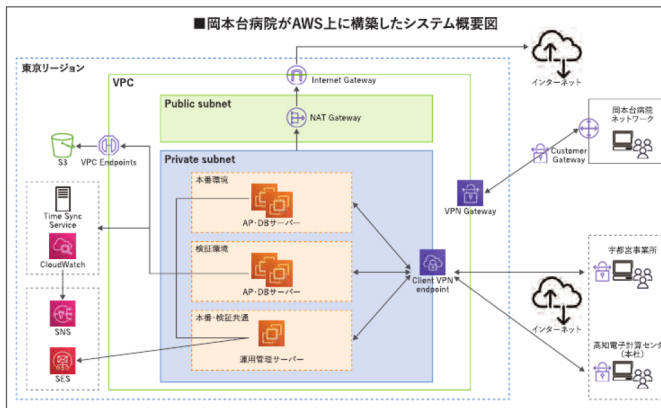 ■岡本台病院がAWS上に構築したシステム概要図
東京リージョン
VPC
Internet Gateway
インターネット
Public subnet
NAT Gateway
岡本台病院
ネットワーク
Customer
Gateway
S3
VPC Endpoints
Private subnet
本番環境
AP・DBサーバー
VPN Gateway
Time Sync
Service
CloudWatch
検証環境
AP・DBサーバー
Client VPN
endpoint
宇都宮事業所
インターネット
SNS
本番・検証共通
運用管理サーバー
SES
高知電子計算センター
(本社)